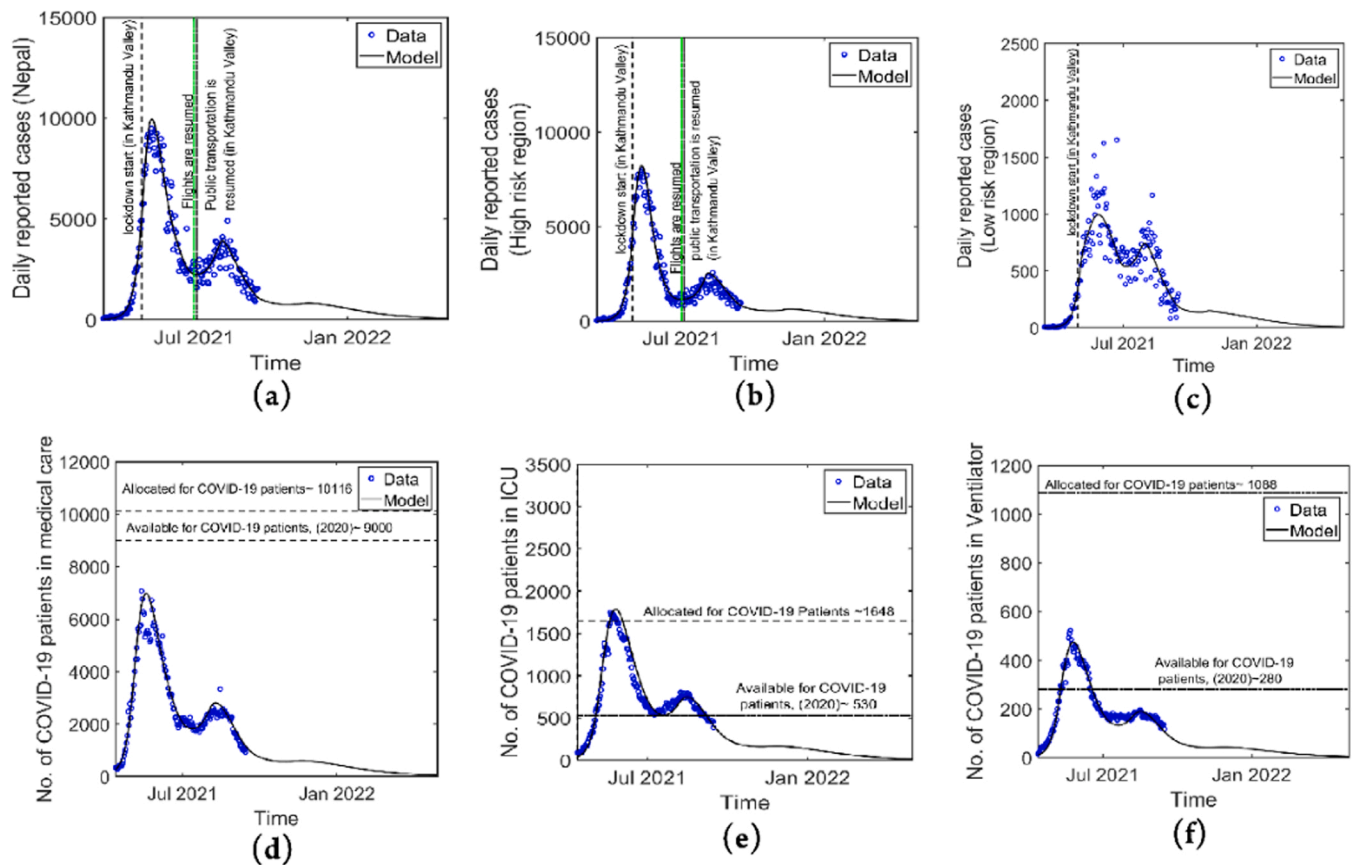 Daily reported cases (Nepal)
15000
10000
5000
0
lockdown start (in Kathmandu Valley)
Flights are resumed
Public transportation is
resumed (in Kathmandu Valley)
Data
Model
Jul 2021
Jan 2022
Time
(a)
Daily reported cases
(High risk region)
15000
10000
5000
0
lockdown start (in Kathmandu Valley)
Flights are resumed
public transportation is resumed
(in Kathmandu Valley)
Data
Model
Jul 2021
Jan 2022
Time
(b)
Daily reported cases
(Low risk region)
2500
2000
1500
1000
500
0
lockdown start (in Kathmandu Valley)
Data
Model
Jul 2021
Jan 2022
Time
(c)
No. of COVID-19 patients in medical care
12000
10000
8000
6000
4000
2000
0
Data
Model
Allocated for COVID-19 patients~ 10116
Available for COVID-19 patients, (2020)~ 9000
Jul 2021
Jan 2022
Time
(d)
No. of COVID-19 patients in ICU
3500
3000
2500
2000
1500
1000
500
0
Data
Model
Allocated for COVID-19 Patients ~1648
Available for COVID-19
patients, (2020)~ 530
Jul 2021
Jan 2022
Time
(e)
No. of COVID-19 patients in Ventilator
1200
1000
800
600
400
200
0
Allocated for COVID-19 patients~ 1088
Data
Model
Available for COVID-19
patients, (2020)~280
Jul 2021
Jan 2022
Time
(f)